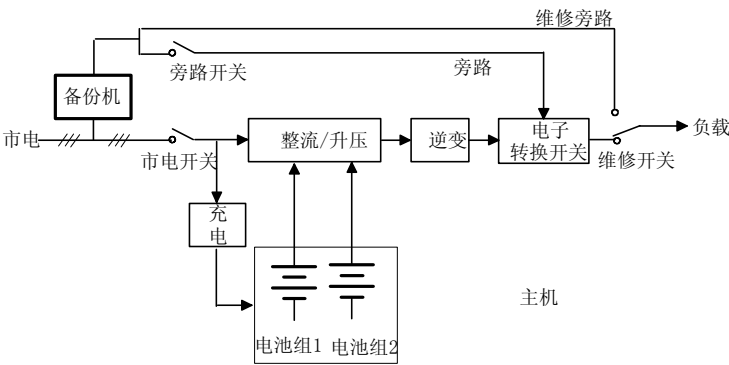 维修旁路
旁路开关
旁路
备份机
市电
市电开关
整流/升压
逆变
电子
转换开关
维修开关
负载
充
电
主机
电池组1
电池组2